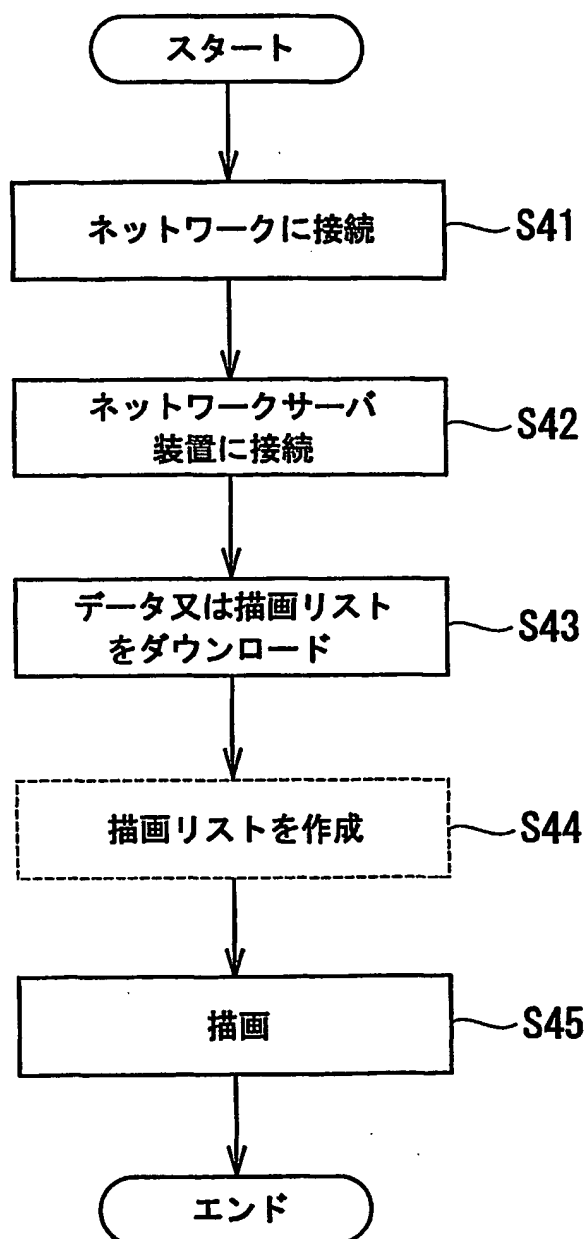 スタート
ネットワークに接続
S41
ネットワークサーバ
装置に接続
S42
データ又は描画リスト
をダウンロード
S43
描画リストを作成
S44
描画
S45
エンド